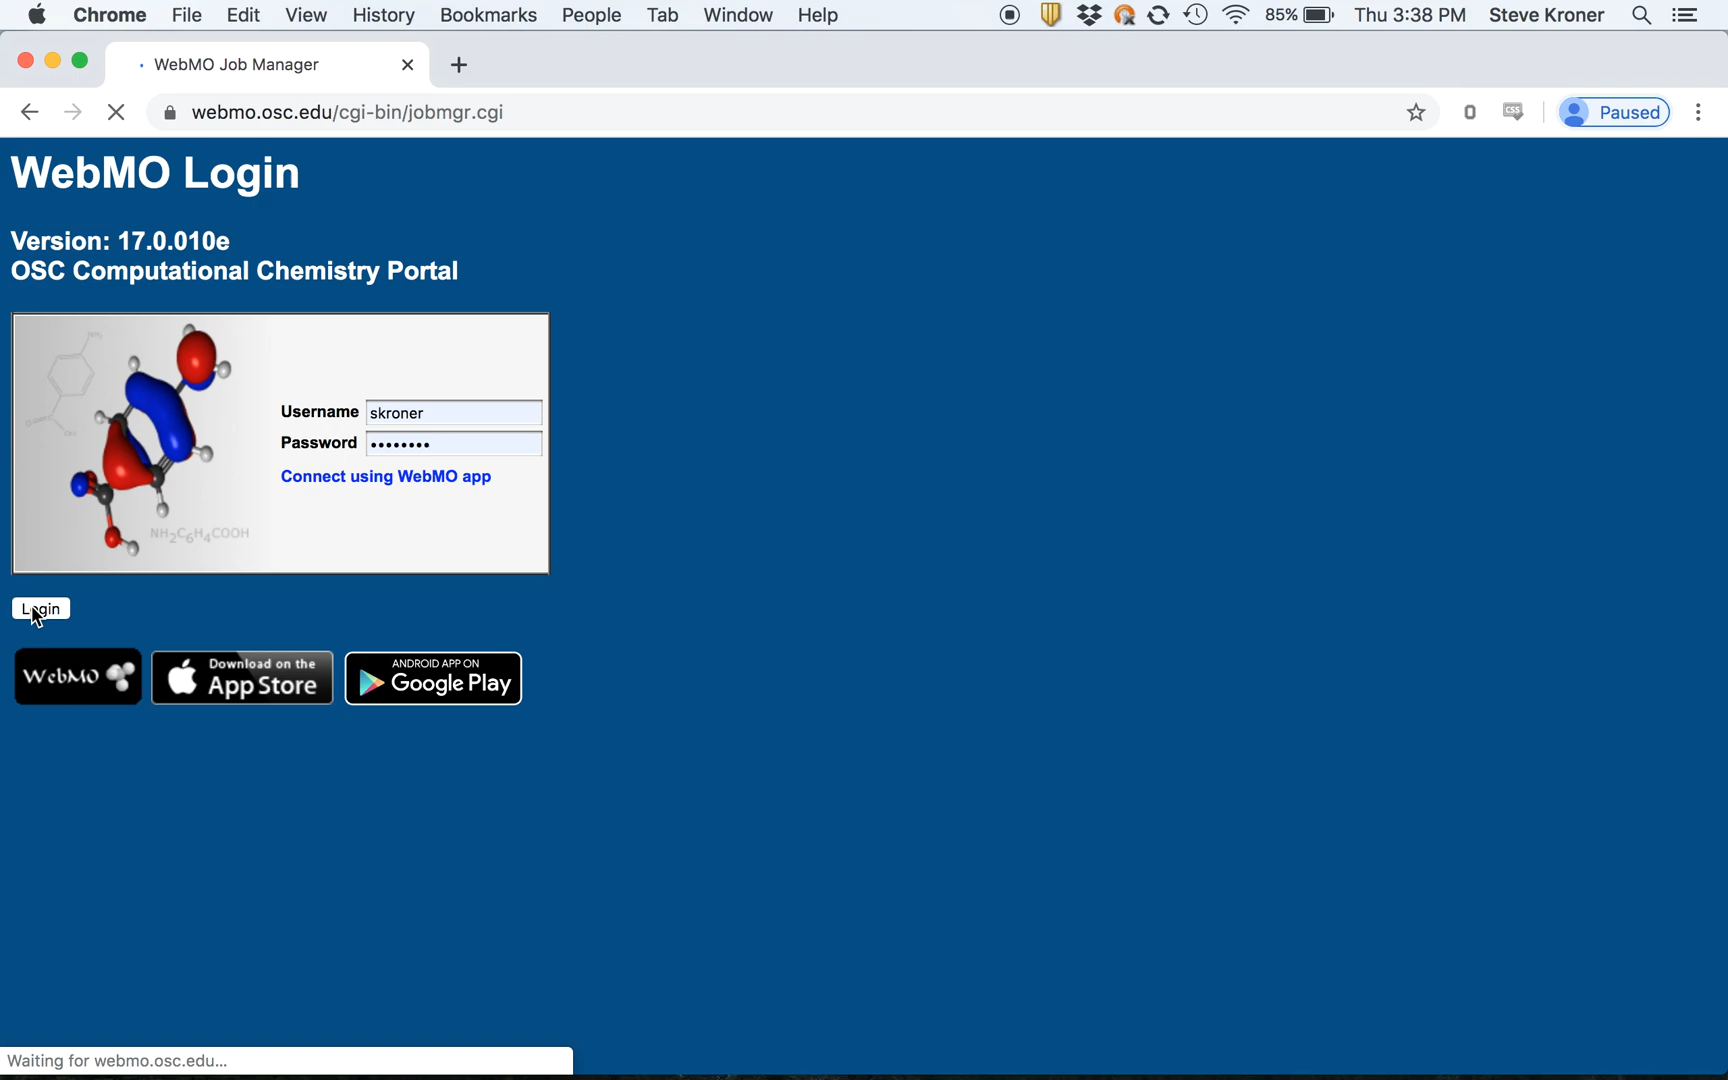 Chrome File Edit View History Bookmarks People Tab Window Help 85% Thu 3:38 PM Steve Kroner
WebMO Job Manager
webmo.osc.edu/cgi-bin/jobmgr.cgi
CSS
Paused
WebMO Login
Version: 17.0.010e
OSC Computational Chemistry Portal
NH₂
O
OH
Username skroner
Password ••••••••
Connect using WebMO app
NH₂C₆H₄COOH
Login
WebMO
Download on the
App Store
ANDROID APP ON
Google Play
Waiting for webmo.osc.edu...